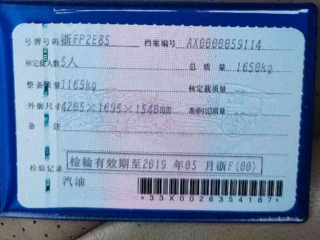 号牌号码 浙FP2E85 档案编号 AX0000059114
核定载人数 5人 总质量 1650kg
整备质量 1165kg 核定载质量 ----
外廓尺寸 4285×1695×1540mm 准牵引总质量 ----
备注 ----
检验记录 检验有效期至2019年05月浙F(00)
汽油
*33X0026354187*